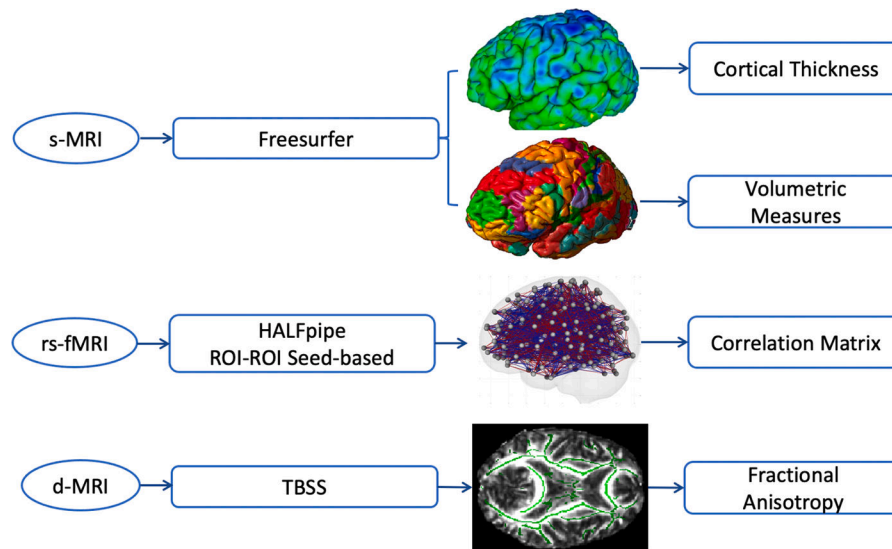 s-MRI
Freesurfer
Cortical Thickness
Volumetric
Measures
rs-fMRI
HALFpipe
ROI-ROI Seed-based
Correlation Matrix
d-MRI
TBSS
Fractional
Anisotropy